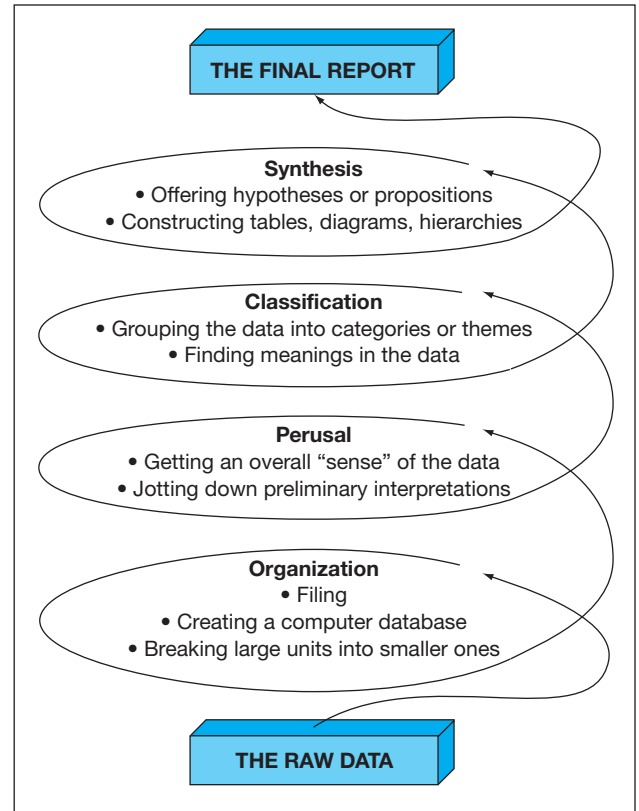 THE FINAL REPORT
Synthesis
• Offering hypotheses or propositions
• Constructing tables, diagrams, hierarchies
Classification
• Grouping the data into categories or themes
• Finding meanings in the data
Perusal
• Getting an overall “sense” of the data
• Jotting down preliminary interpretations
Organization
• Filing
• Creating a computer database
• Breaking large units into smaller ones
THE RAW DATA